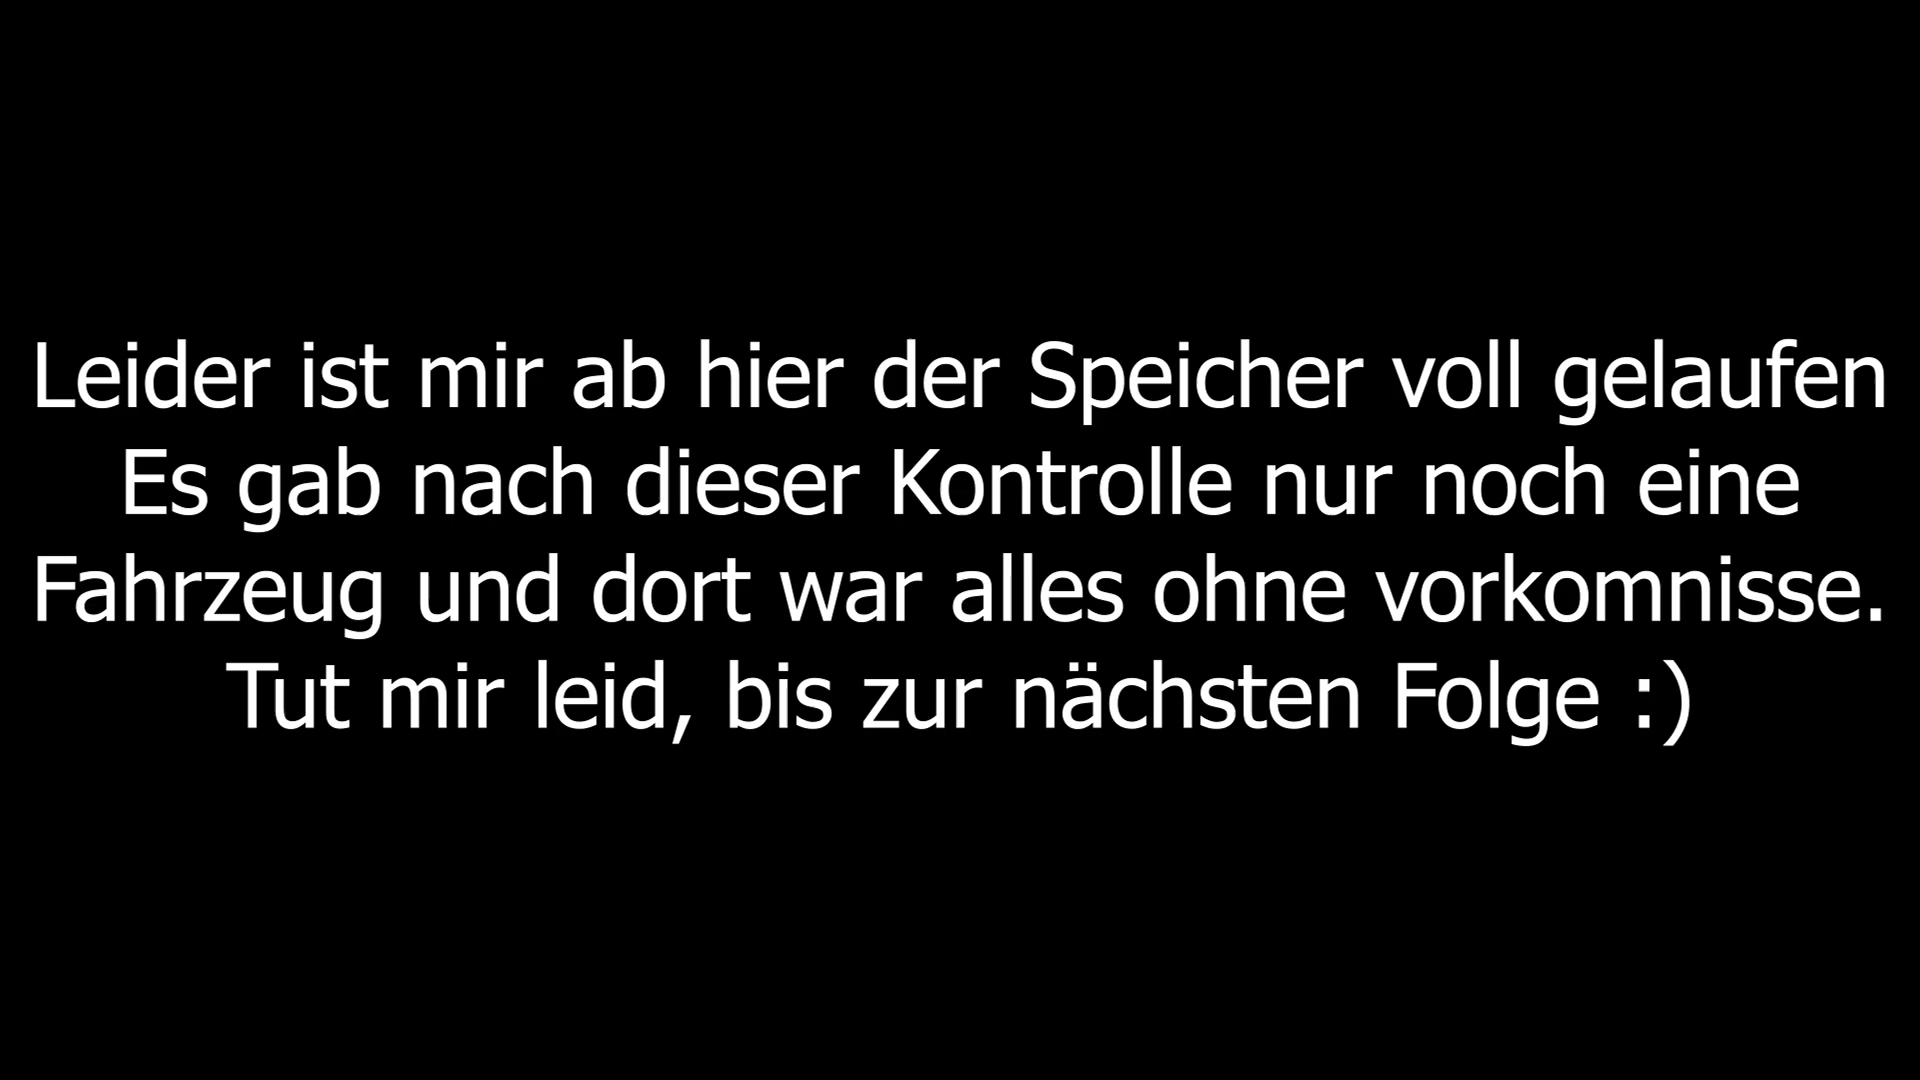 Leider ist mir ab hier der Speicher voll gelaufen
Es gab nach dieser Kontrolle nur noch eine
Fahrzeug und dort war alles ohne vorkomnisse.
Tut mir leid, bis zur nächsten Folge :)